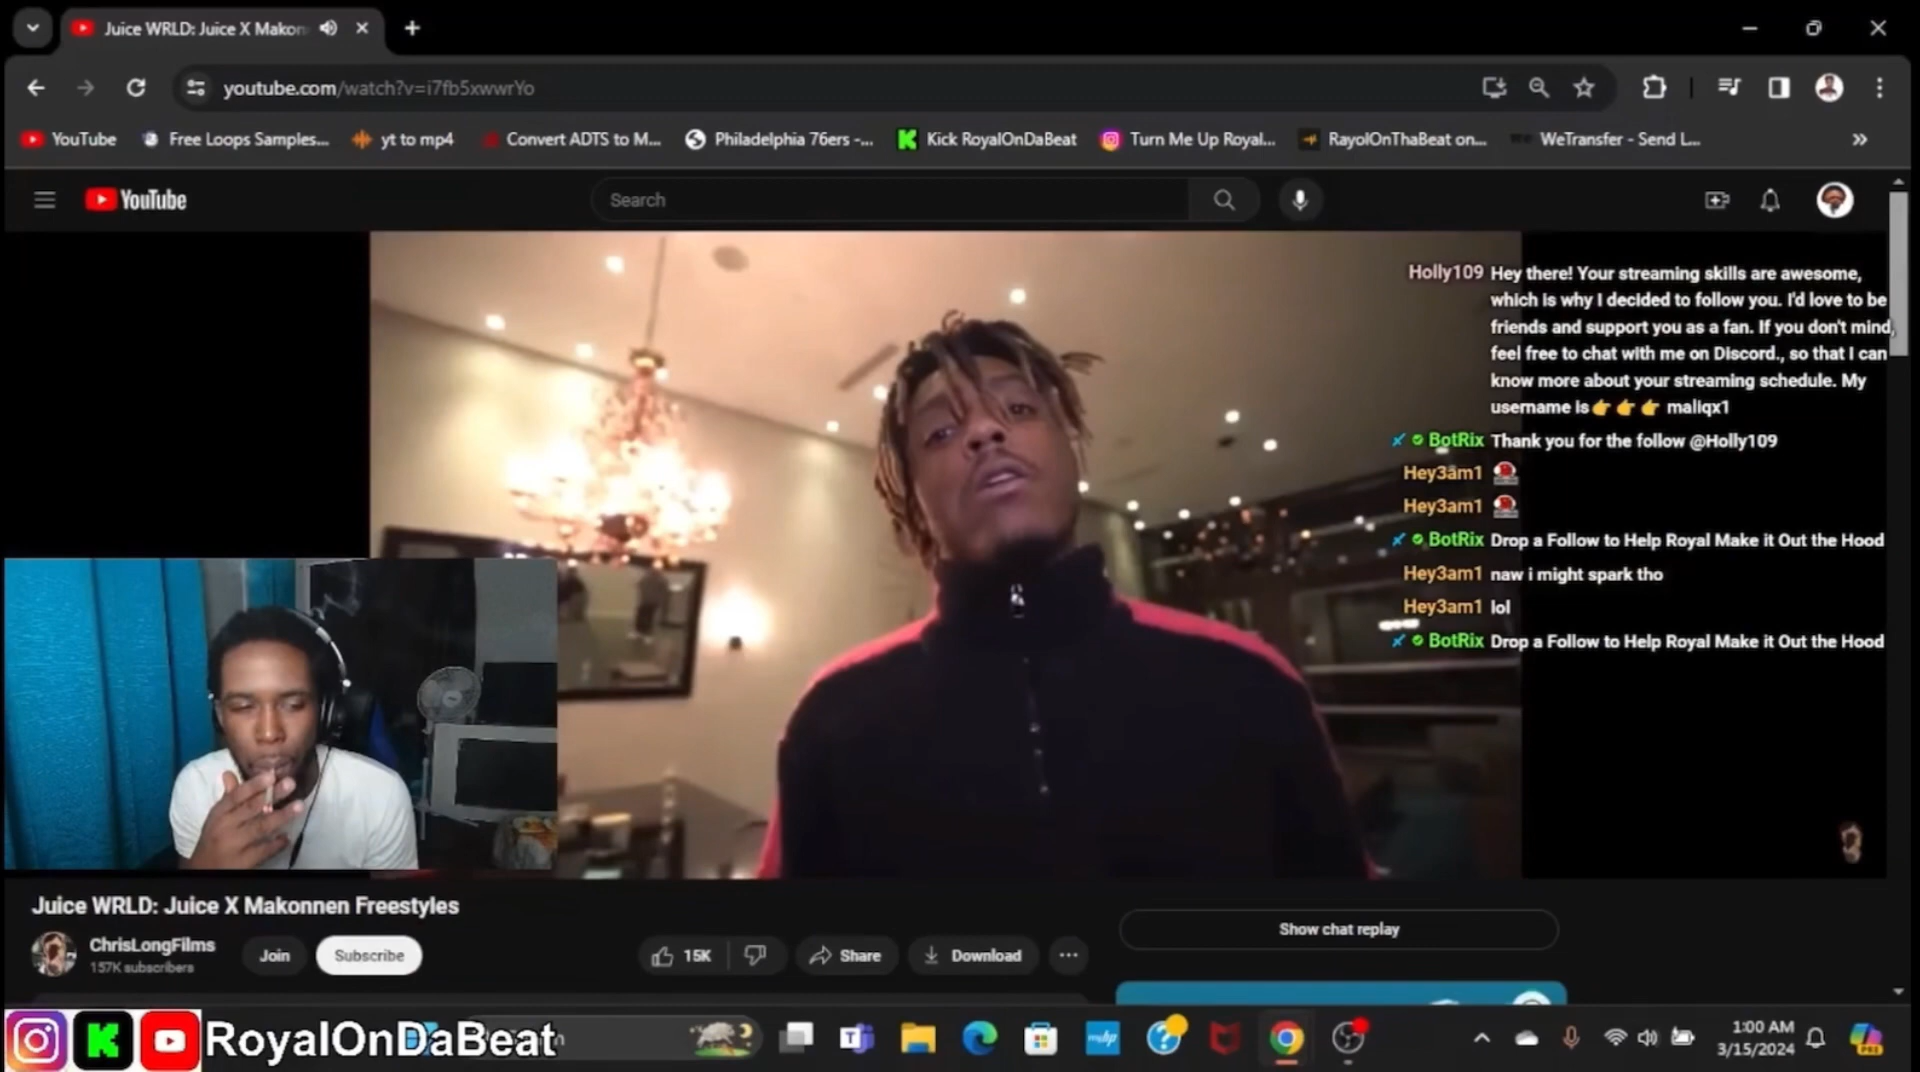 Juice WRLD: Juice X Makon
youtube.com/watch?v=i7fb5xwwrYo
YouTube
Free Loops Samples...
yt to mp4
Convert ADTS to M...
Philadelphia 76ers -...
Kick RoyalOnDaBeat
Turn Me Up Royal...
RayolOnThaBeat on...
WeTransfer - Send L...
YouTube
Search
Holly109 Hey there! Your streaming skills are awesome,
which is why I decided to follow you. I'd love to be
friends and support you as a fan. If you don't mind,
feel free to chat with me on Discord., so that I can
know more about your streaming schedule. My
username is👉👉👉 maliqx1
BotRix Thank you for the follow @Holly109
Hey3am1
Hey3am1
BotRix Drop a Follow to Help Royal Make it Out the Hood
Hey3am1 naw i might spark tho
Hey3am1 lol
BotRix Drop a Follow to Help Royal Make it Out the Hood
Juice WRLD: Juice X Makonnen Freestyles
ChrisLongFilms
157K subscribers
Join
Subscribe
15K
Share
Download
Show chat replay
RoyalOnDaBeat
myhp
1:00 AM
3/15/2024
PRE